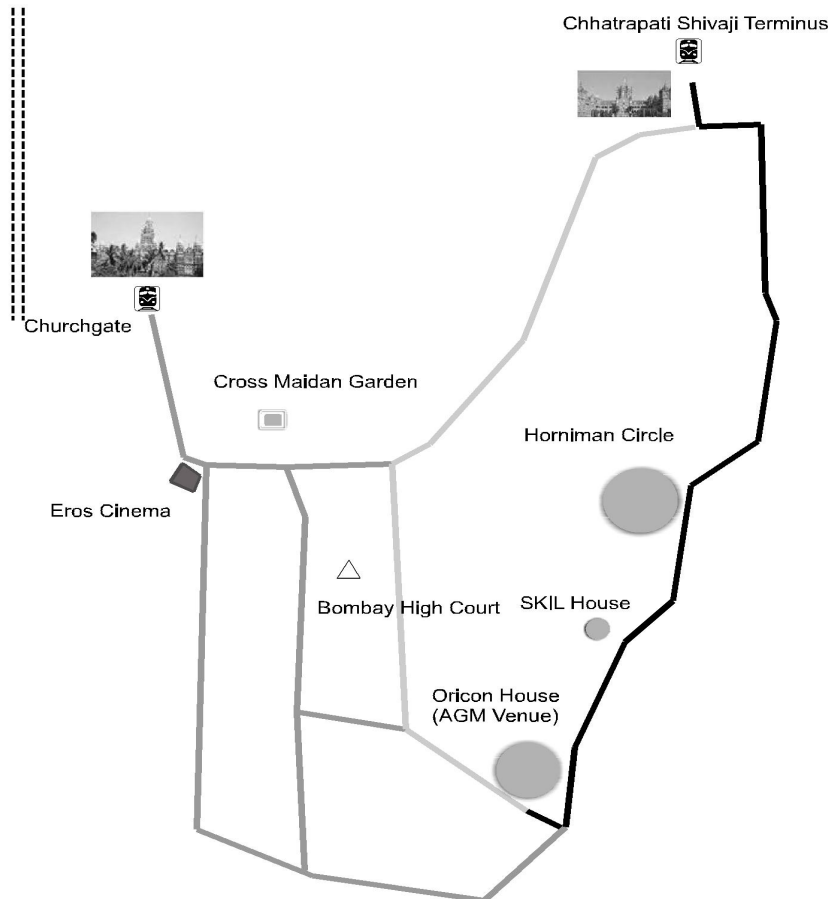 Chhatrapati Shivaji Terminus
Churchgate
Cross Maidan Garden
Horniman Circle
Eros Cinema
SKIL House
Bombay High Court
Oricon House
(AGM Venue)